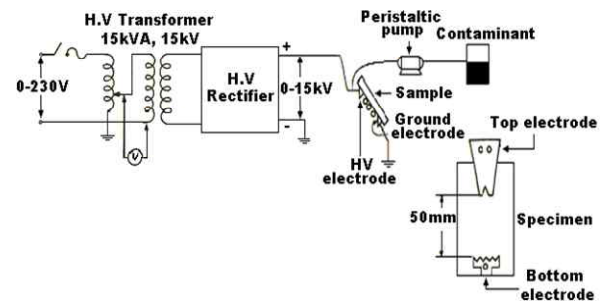 H.V Transformer
15kVA, 15kV
0-230V
V
H.V
Rectifier
+
0-15kV
-
Peristaltic
pump
Contaminant
Sample
Ground
electrode
HV
electrode
Top electrode
50mm
Specimen
Bottom
electrode